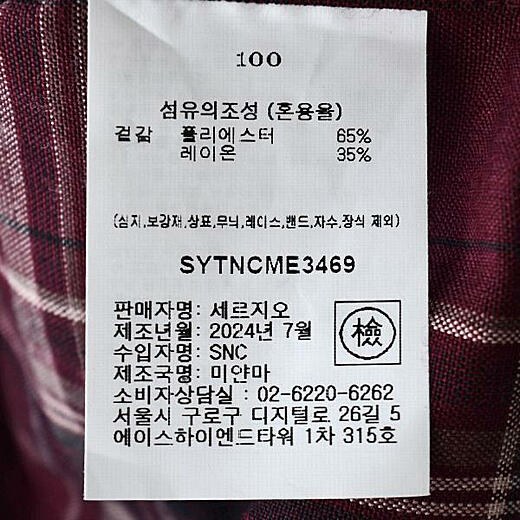 100
섬유의조성 (혼용율)
겉감 폴리에스터 65%
레이온 35%
(심지,보강재,상표,무늬,레이스,밴드,자수,장식 제외)
SYTNCME3469
판매자명: 세르지오
제조년월: 2024년 7월
수입자명: SNC
제조국명: 미얀마
檢
소비자상담실 : 02-6220-6262
서울시 구로구 디지털로 26길 5
에이스하이엔드타워 1차 315호